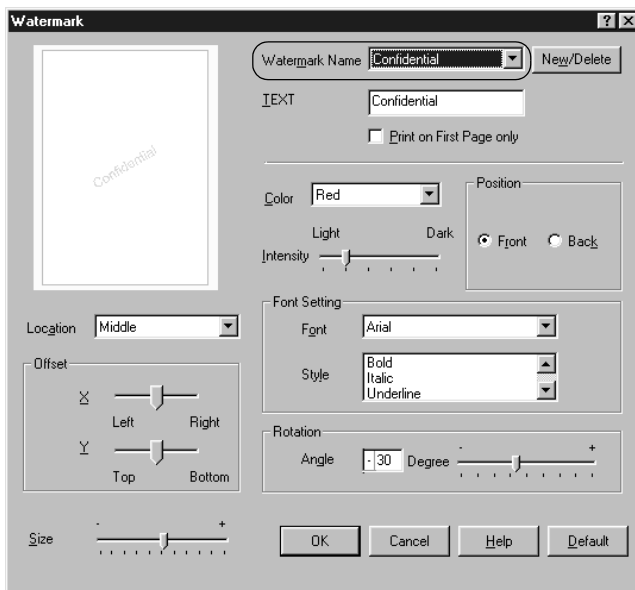 Watermark
Confidential
Watermark Name Confidential New/Delete
TEXT Confidential
Print on First Page only
Color Red
Light Dark
Intensity
Position
Front Back
Location Middle
Offset
X
Left Right
Y
Top Bottom
Font Setting
Font Arial
Style Bold
Italic
Underline
Rotation
Angle -30 Degree - +
Size - +
OK Cancel Help Default